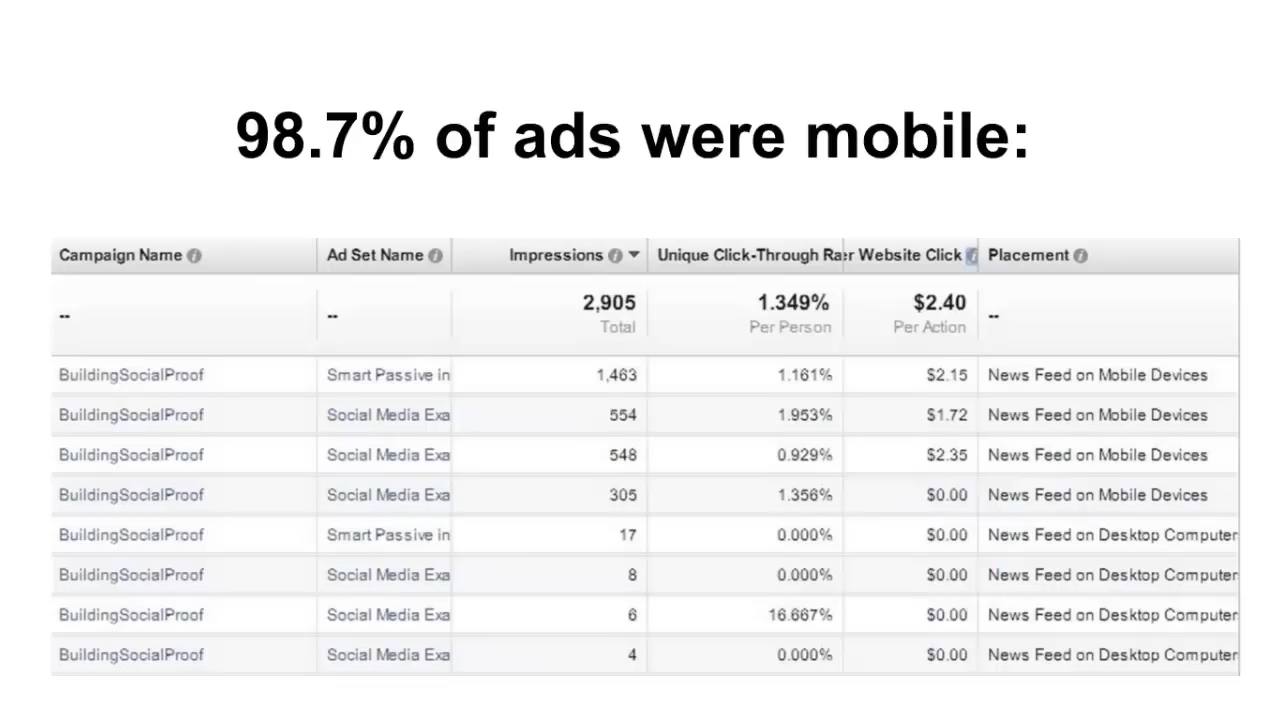 98.7% of ads were mobile:
Campaign Name Ad Set Name Impressions Unique Click-Through Ra er Website Click Placement
-- -- 2,905 1.349% $2.40 --
Total Per Person Per Action
BuildingSocialProof Smart Passive in 1,463 1.161% $2.15 News Feed on Mobile Devices
BuildingSocialProof Social Media Exa 554 1.953% $1.72 News Feed on Mobile Devices
BuildingSocialProof Social Media Exa 548 0.929% $2.35 News Feed on Mobile Devices
BuildingSocialProof Social Media Exa 305 1.356% $0.00 News Feed on Mobile Devices
BuildingSocialProof Smart Passive in 17 0.000% $0.00 News Feed on Desktop Computer
BuildingSocialProof Social Media Exa 8 0.000% $0.00 News Feed on Desktop Computer
BuildingSocialProof Social Media Exa 6 16.667% $0.00 News Feed on Desktop Computer
BuildingSocialProof Social Media Exa 4 0.000% $0.00 News Feed on Desktop Computer